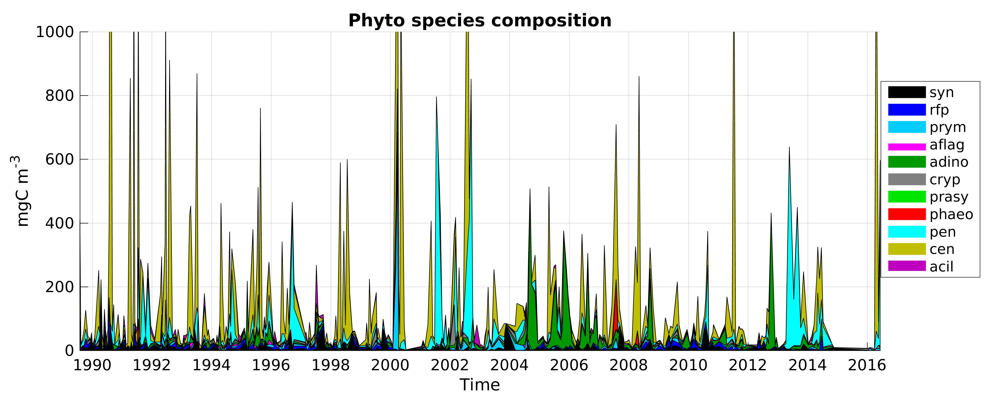 Phyto species composition
1000
800
600
400
200
0
mgC m-3
1990 1992 1994 1996 1998 2000 2002 2004 2006 2008 2010 2012 2014 2016
Time
syn
rfp
prym
aflag
adino
cryp
prasy
phaeo
pen
cen
acil